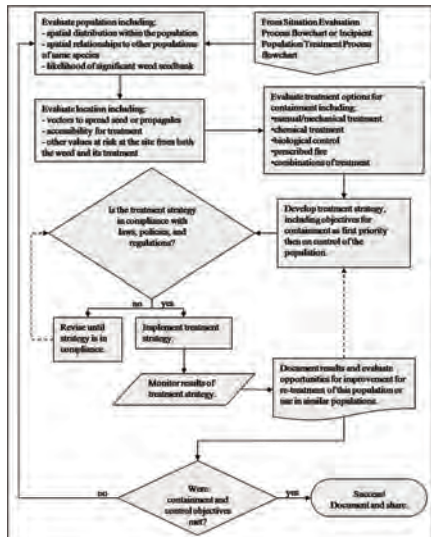 Evaluate population including:
- spatial distribution within the population
- spatial relationships to other populations of same species
- likelihood of significant weed seedbank
From Situation Evaluation
Process flowchart or Incipient
Population Treatment Process
flowchart
Evaluate location including:
- vectors to spread seed or propagules
- accessibility for treatment
- other values at risk at the site from both
the weed and its treatment
Evaluate treatment options for
containment including:
•manual/mechanical treatment
•chemical treatment
•biological control
•prescribed fire
•combinations of treatment
Is the treatment strategy
in compliance with
laws, policies, and
regulations?
Develop treatment strategy,
including objectives for
containment as first priority
then on control of the
population.
no
yes
Revise until
strategy is in
compliance.
Implement treatment
strategy
Monitor results of
treatment strategy.
Document results and evaluate
opportunities for improvement for
re-treatment of this population or
use in similar populations.
no
Were
containment and
control objectives
met?
yes
Success!
Document and share.